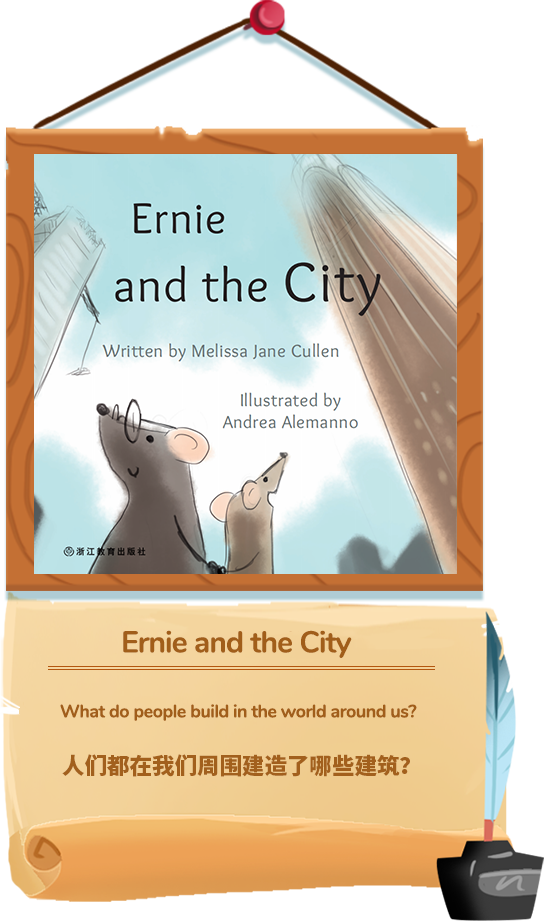 Ernie
and the City
Written by Melissa Jane Cullen
Illustrated by
Andrea Alemanno
浙江教育出版社
Ernie and the City
What do people build in the world around us?
人们都在我们周围建造了哪些建筑？